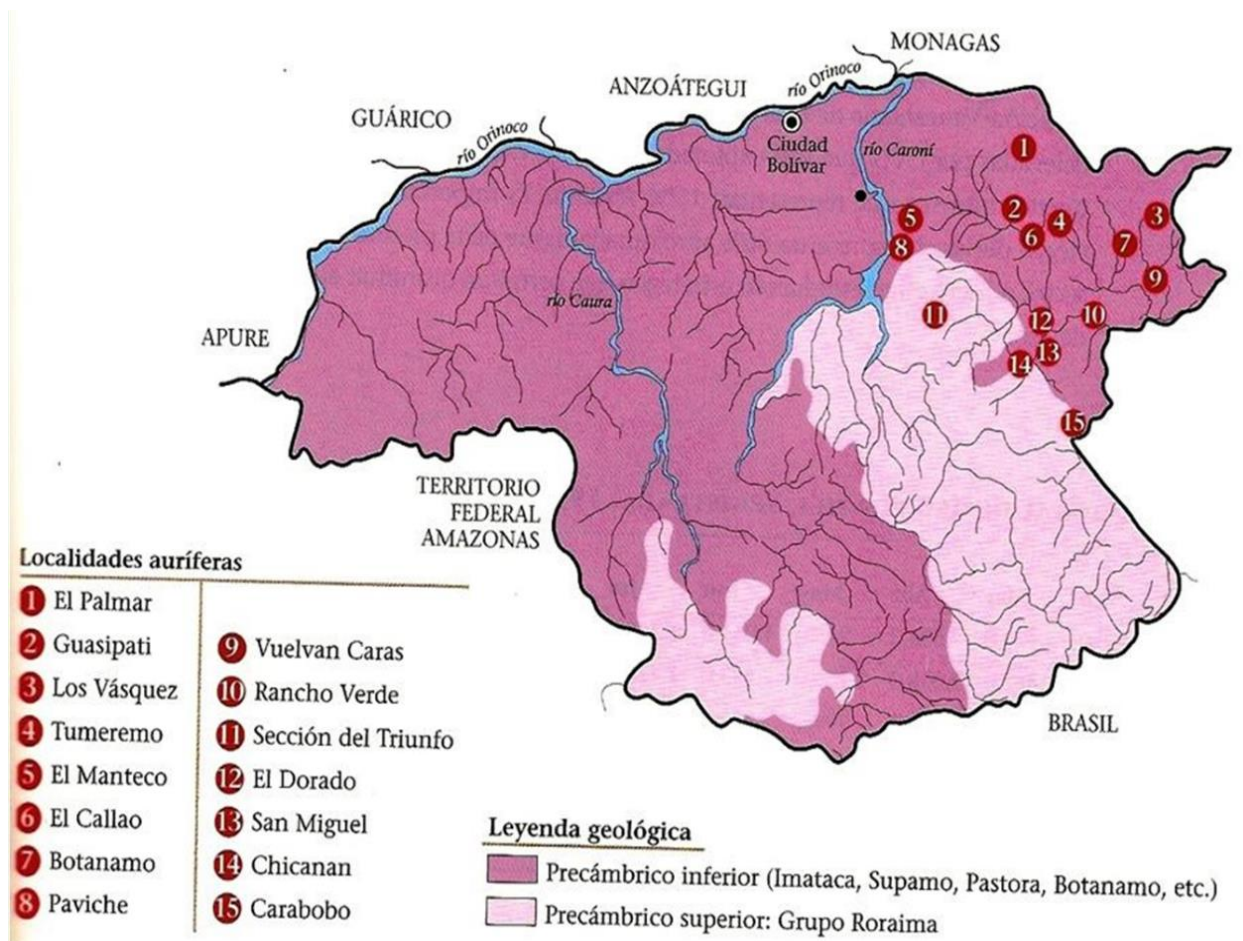 MONAGAS
ANZOÁTEGUI
río Orinoco
GUÁRICO
río Orinoco
Ciudad
Bolívar
río Caroní
1
2
3
4
5
6
7
8
9
río Caura
10
11
12
APURE
13
14
15
TERRITORIO
FEDERAL
AMAZONAS
BRASIL
Localidades auríferas
1 El Palmar
2 Guasipati
3 Los Vásquez
4 Tumeremo
5 El Manteco
6 El Callao
7 Botanamo
8 Paviche
9 Vuelvan Caras
10 Rancho Verde
11 Sección del Triunfo
12 El Dorado
13 San Miguel
14 Chicanan
15 Carabobo
Leyenda geológica
Precámbrico inferior (Imataca, Supamo, Pastora, Botanamo, etc.)
Precámbrico superior: Grupo Roraima